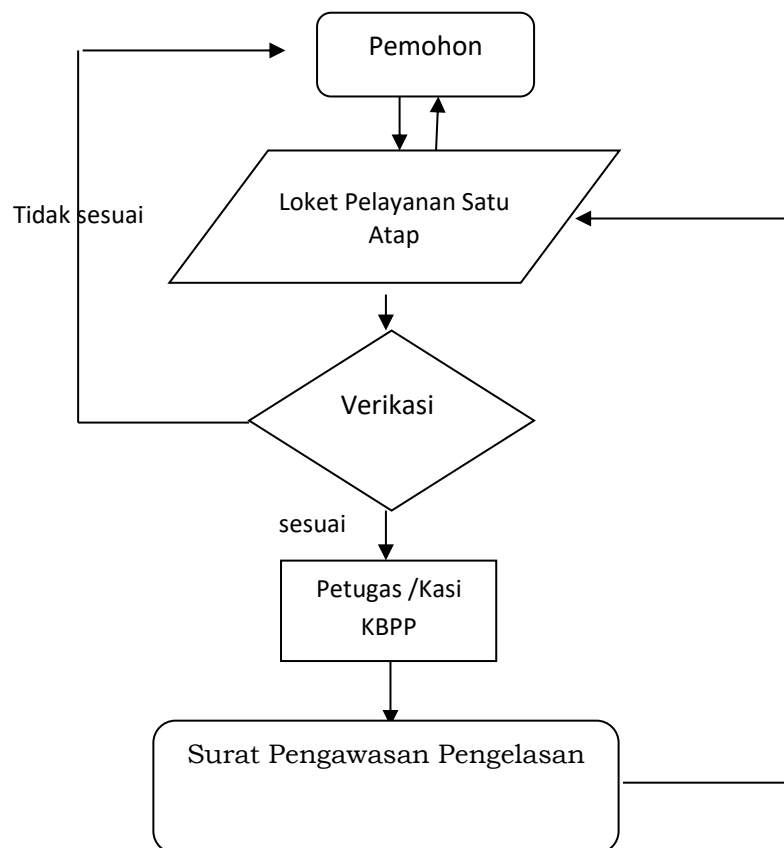 Pemohon
Loket Pelayanan Satu
Atap
Tidak sesuai
Verikasi
sesuai
Petugas /Kasi
KBPP
Surat Pengawasan Pengelasan